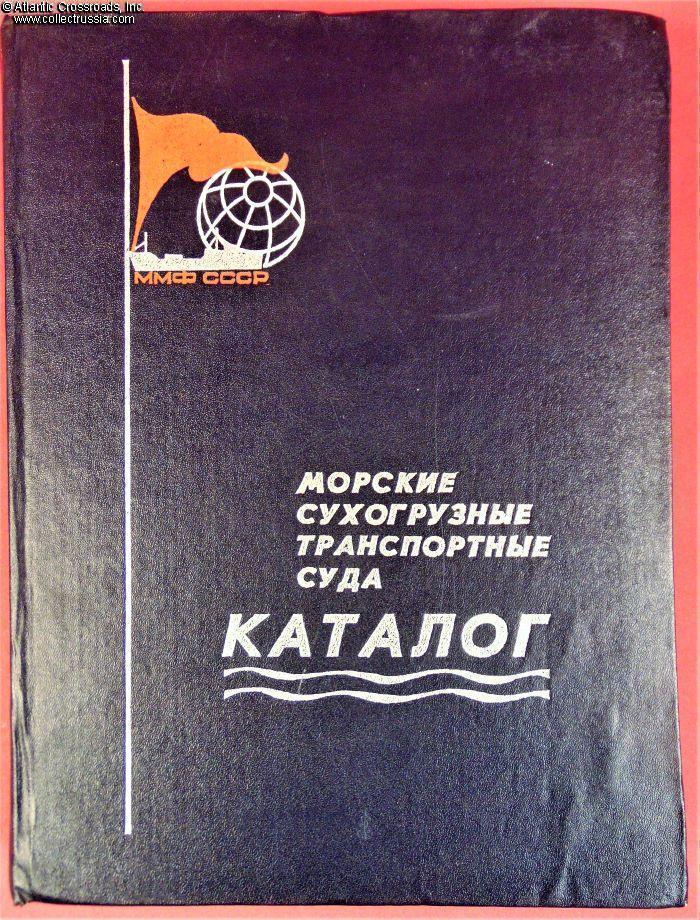 © Atlantic Crossroads, Inc.
www.collectrussia.com
ММФ СССР
МОРСКИЕ
СУХОГРУЗНЫЕ
ТРАНСПОРТНЫЕ
СУДА
КАТАЛОГ